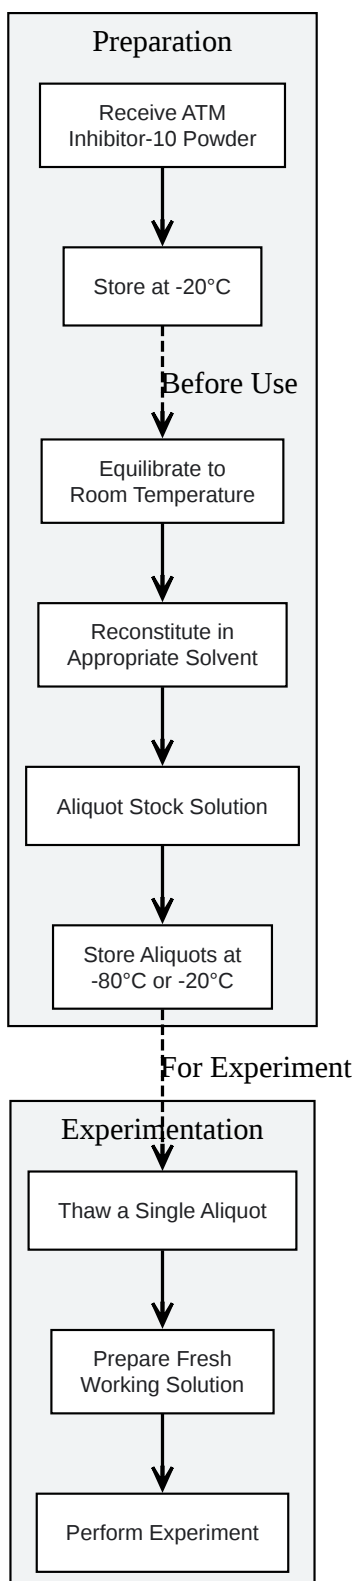 Preparation
Receive ATM
Inhibitor-10 Powder
Store at -20°C
Before Use
Equilibrate to
Room Temperature
Reconstitute in
Appropriate Solvent
Aliquot Stock Solution
Store Aliquots at
-80°C or -20°C
For Experiment
Experimentation
Thaw a Single Aliquot
Prepare Fresh
Working Solution
Perform Experiment